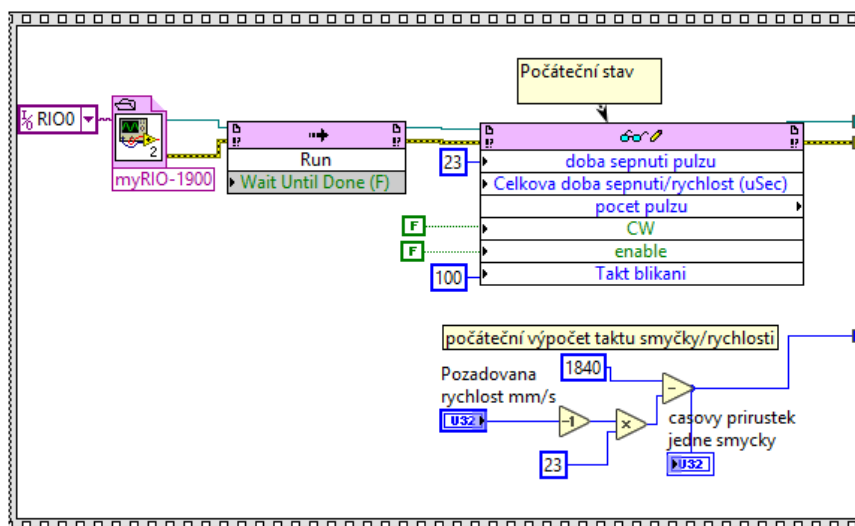 Počáteční stav
I/O RIO0
2
myRIO-1900
!?
!?
Run
Wait Until Done (F)
!?
!?
23
doba sepnuti pulzu
Celkova doba sepnuti/rychlost (uSec)
pocet pulzu
F
CW
F
enable
100
Takt blikani
počáteční výpočet taktu smyčky/rychlosti
1840
Pozadovana
rychlost mm/s
U32
-1
×
−
23
casovy prirustek
jedne smycky
U32